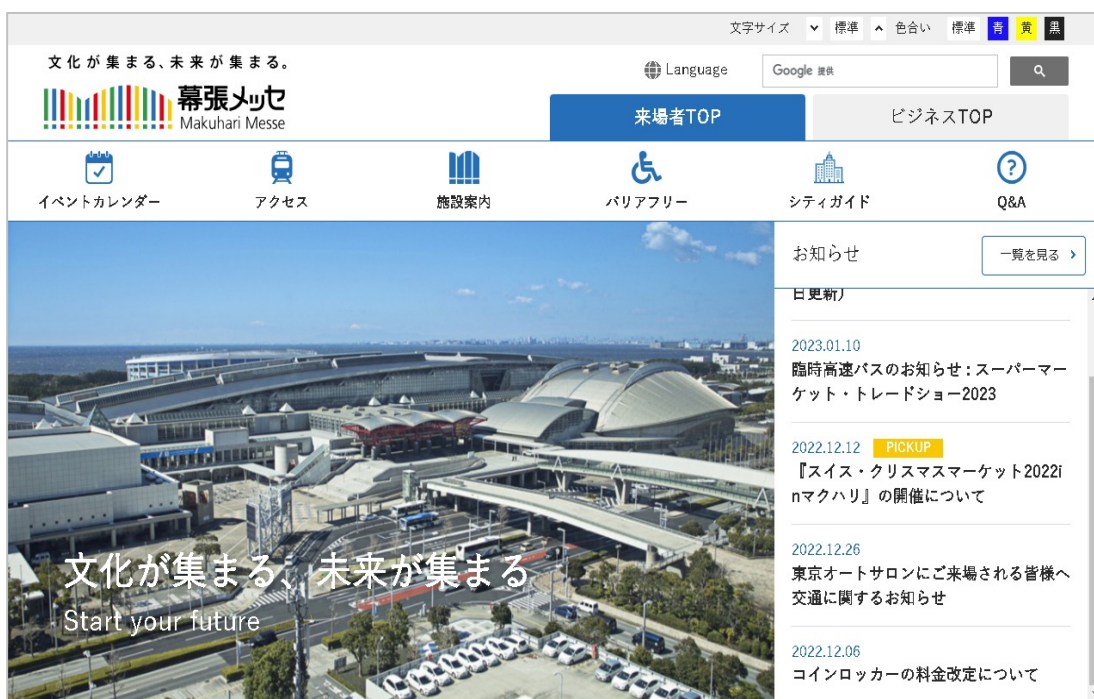 文字サイズ 標準 色合い 標準 青 黄 黒
文化が集まる、未来が集まる。
幕張メッセ
Makuhari Messe
Language
Google 提供
来場者TOP
ビジネスTOP
イベントカレンダー
アクセス
施設案内
バリアフリー
シティガイド
Q&A
お知らせ
一覧を見る
日更新)
2023.01.10
臨時高速バスのお知らせ:スーパーマー
ケット・トレードショー2023
2022.12.12 PICKUP
『スイス・クリスマスマーケット2022i
nマクハリ』の開催について
2022.12.26
東京オートサロンにご来場される皆様へ
交通に関するお知らせ
2022.12.06
コインロッカーの料金改定について
文化が集まる、未来が集まる
Start your future